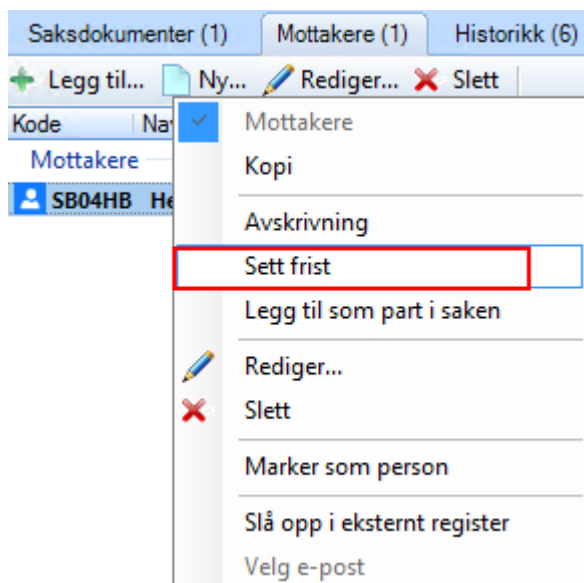 Saksdokumenter (1) Mottakere (1) Historikk (6)
Legg til... Ny... Rediger... Slett
Kode
Mottakere
SB04HB
Mottakere
Kopi
Avskrivning
Sett frist
Legg til som part i saken
Rediger...
Slett
Marker som person
Slå opp i eksternt register
Velg e-post